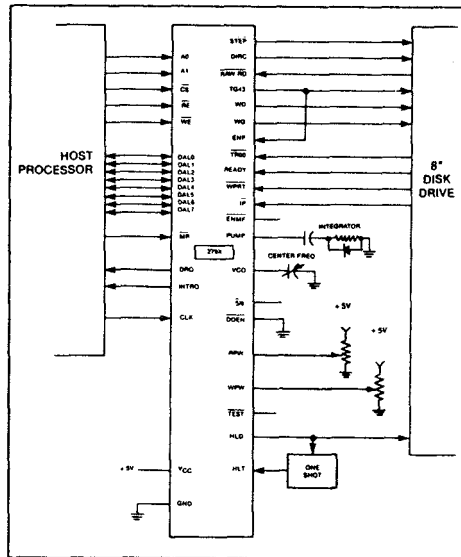 HOST
PROCESSOR
A0
A1
CS
RE
WE
DAL0
DAL1
DAL2
DAL3
DAL4
DAL5
DAL6
DAL7
MR
DRQ
INTRQ
CLK
+ 5V
VCC
GND
279X
STEP
DIRC
RAW RD
TG43
WD
WG
ENP
TR00
READY
WPRT
IP
ENMF
PUMP
INTEGRATOR
CENTER FREQ
VCO
5/8
DDEN
+ 5V
+ 5V
RPW
WPW
TEST
HLD
HLT
ONE
SHOT
8"
DISK
DRIVE